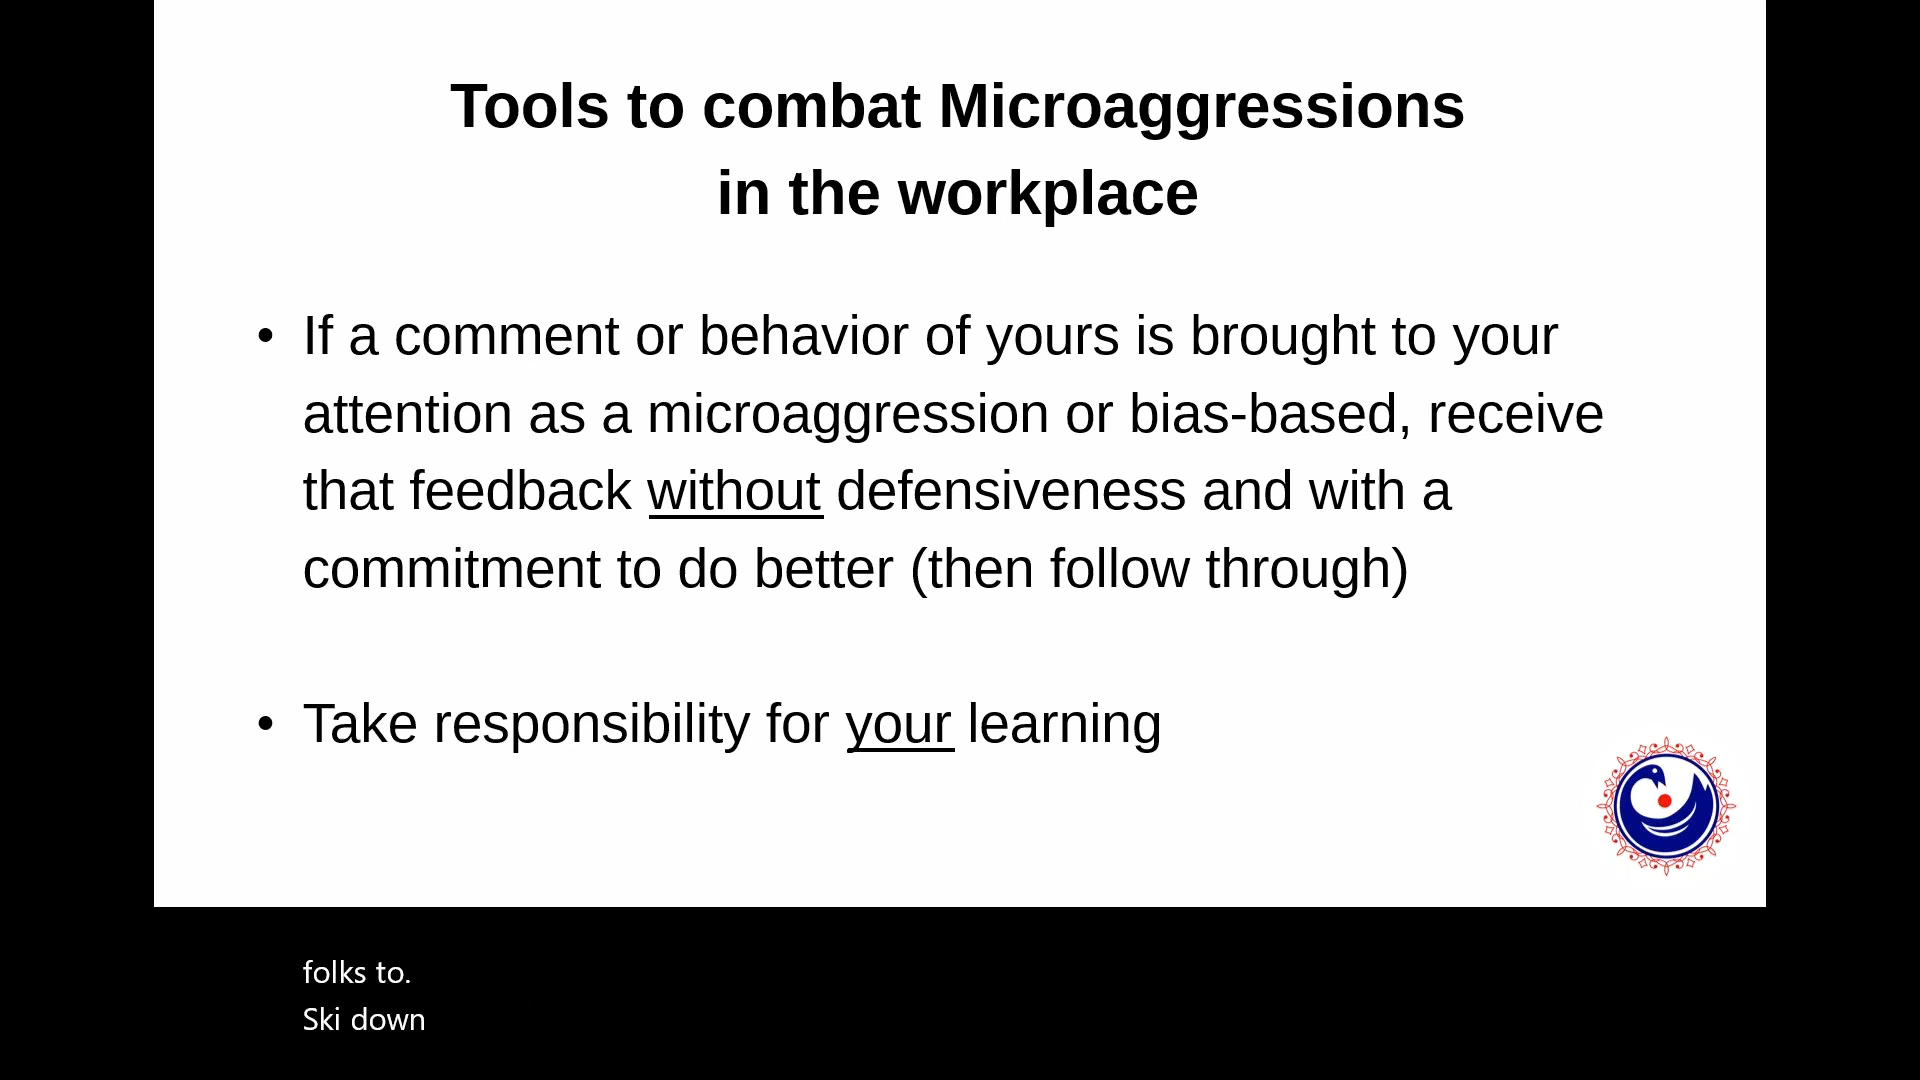 Tools to combat Microaggressions
in the workplace
• If a comment or behavior of yours is brought to your
attention as a microaggression or bias-based, receive
that feedback without defensiveness and with a
commitment to do better (then follow through)
• Take responsibility for your learning
folks to.
Ski down